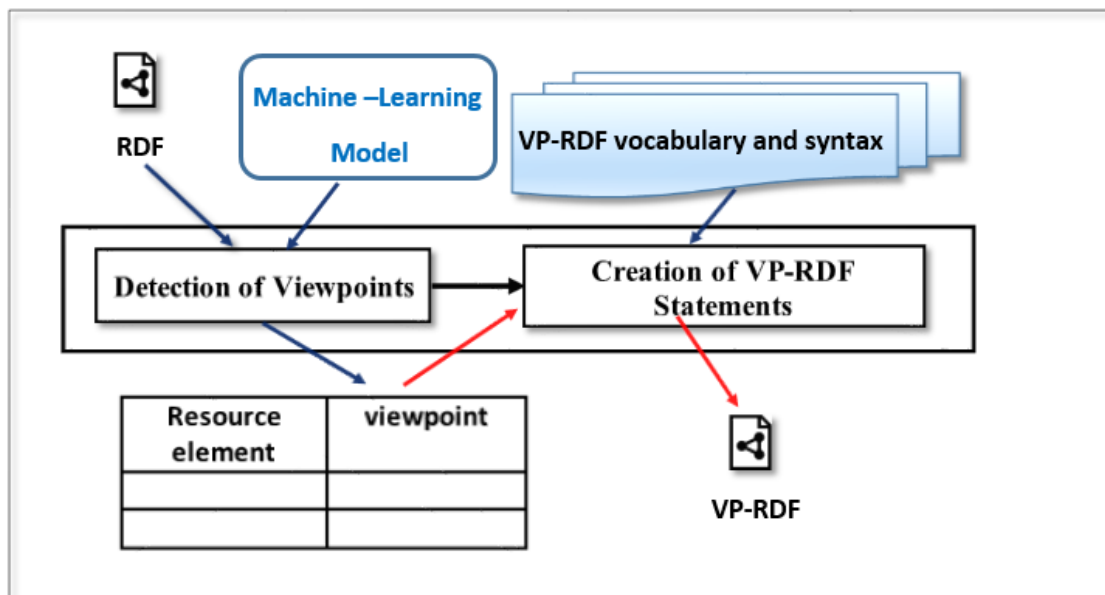 RDF
Machine –Learning
Model
VP-RDF vocabulary and syntax
Detection of Viewpoints
Creation of VP-RDF
Statements
Resource
element
viewpoint
VP-RDF